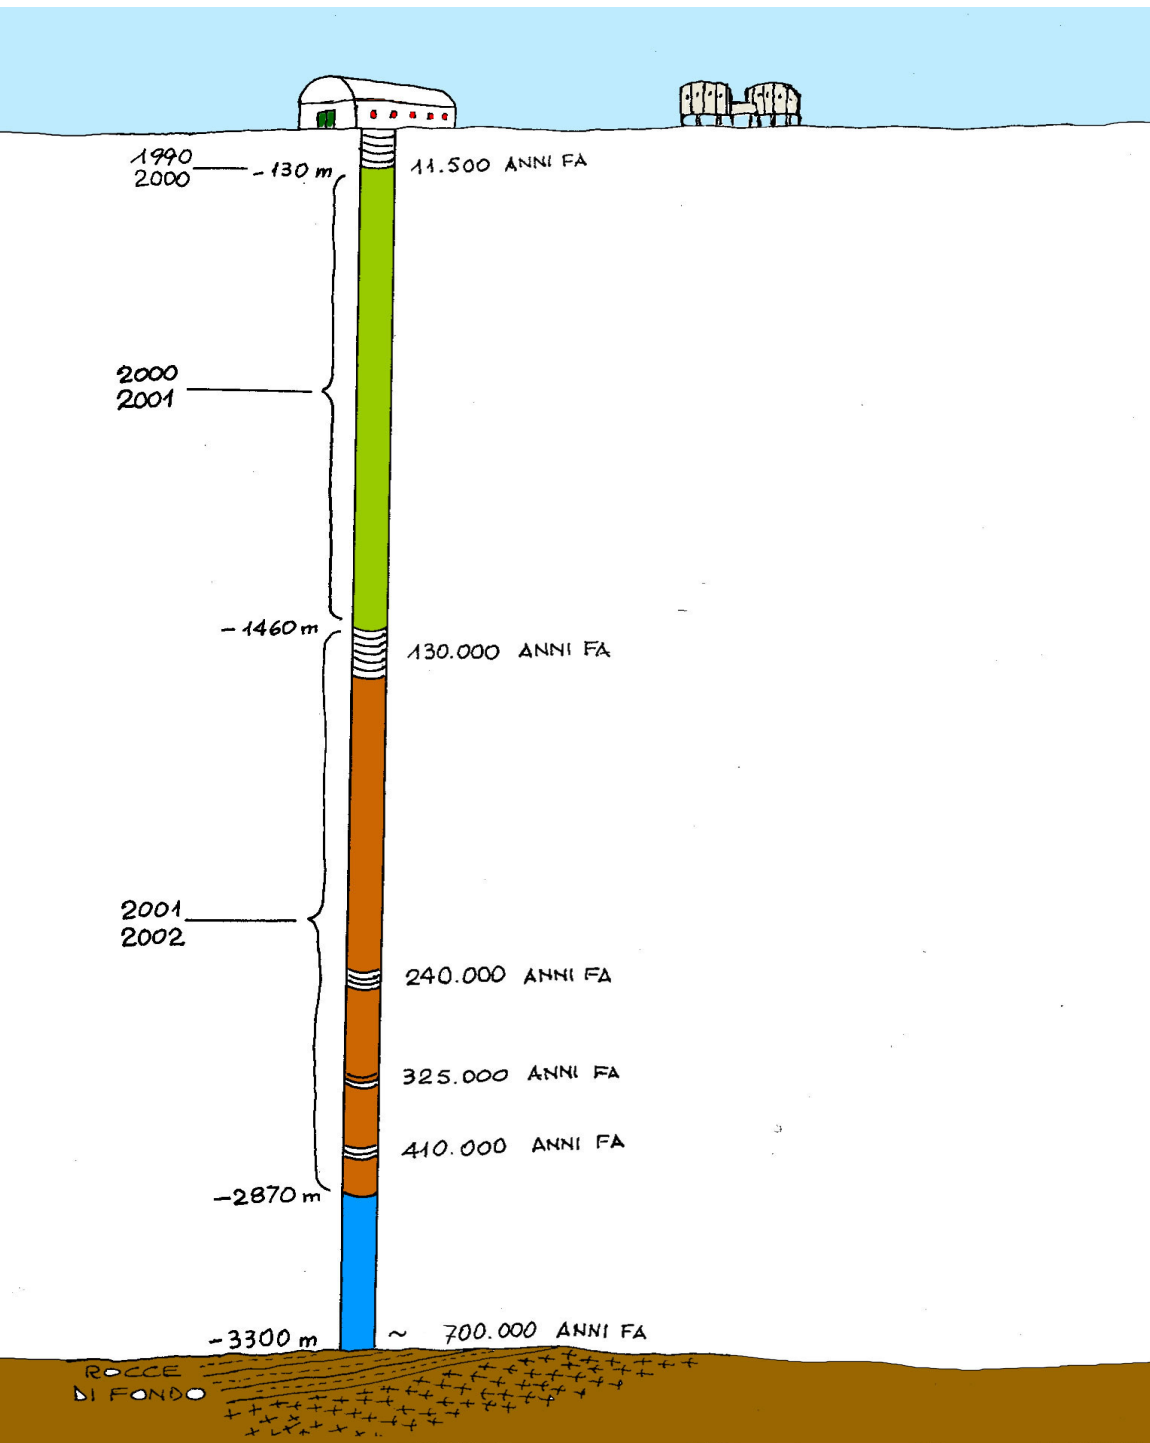 1990
2000
-130 m
11.500 ANNI FA
2000
2001
-1460 m
130.000 ANNI FA
2001
2002
240.000 ANNI FA
325.000 ANNI FA
410.000 ANNI FA
-2870 m
-3300 m
~ 700.000 ANNI FA
ROCCE
DI FONDO